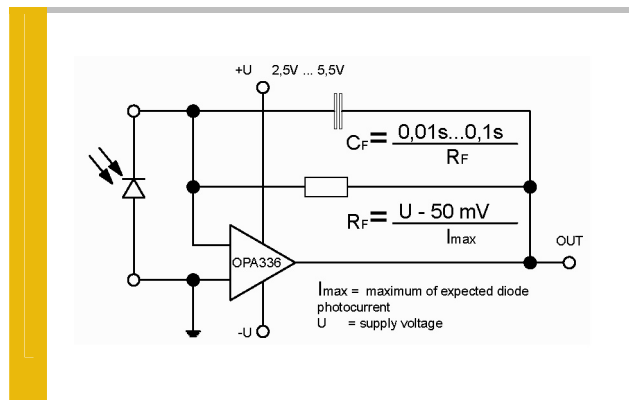 +U 2,5V ... 5,5V
CF= 0,01s...0,1s
RF
RF= U - 50 mV
Imax
OUT
OPA336
Imax = maximum of expected diode
photocurrent
U = supply voltage
-U